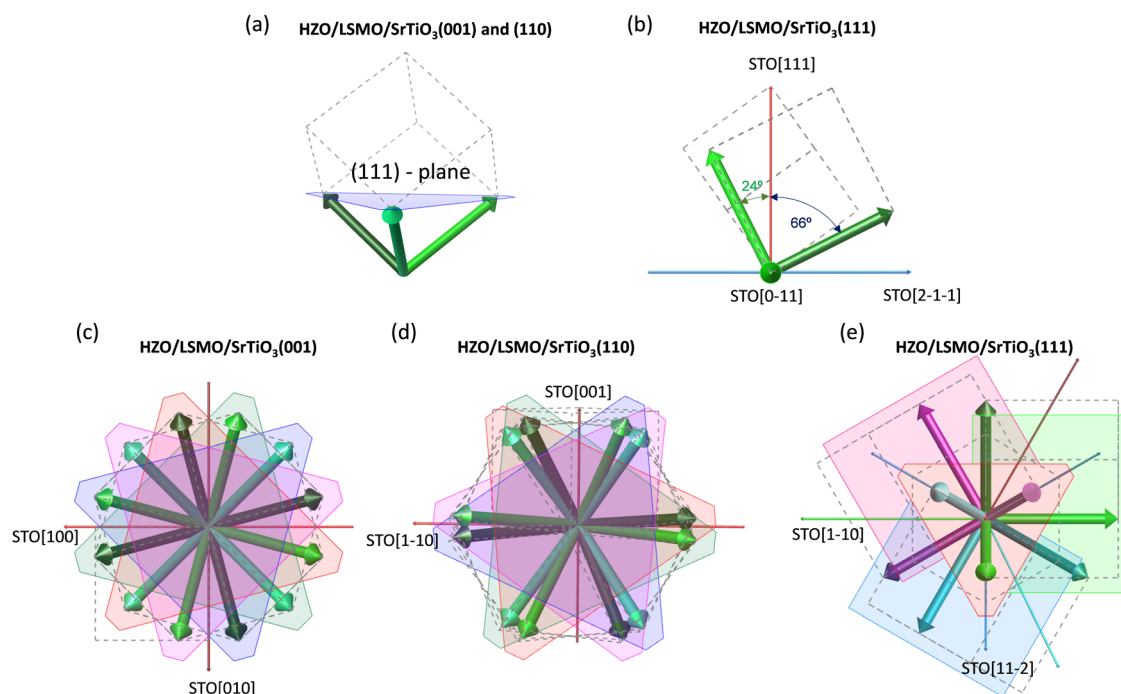 (a)
HZO/LSMO/SrTiO₃(001) and (110)
(111) - plane
(b)
HZO/LSMO/SrTiO₃(111)
STO[111]
24º
66º
STO[0-11]
STO[2-1-1]
(c)
HZO/LSMO/SrTiO₃(001)
STO[100]
STO[010]
(d)
HZO/LSMO/SrTiO₃(110)
STO[001]
STO[1-10]
(e)
HZO/LSMO/SrTiO₃(111)
STO[1-10]
STO[11-2]